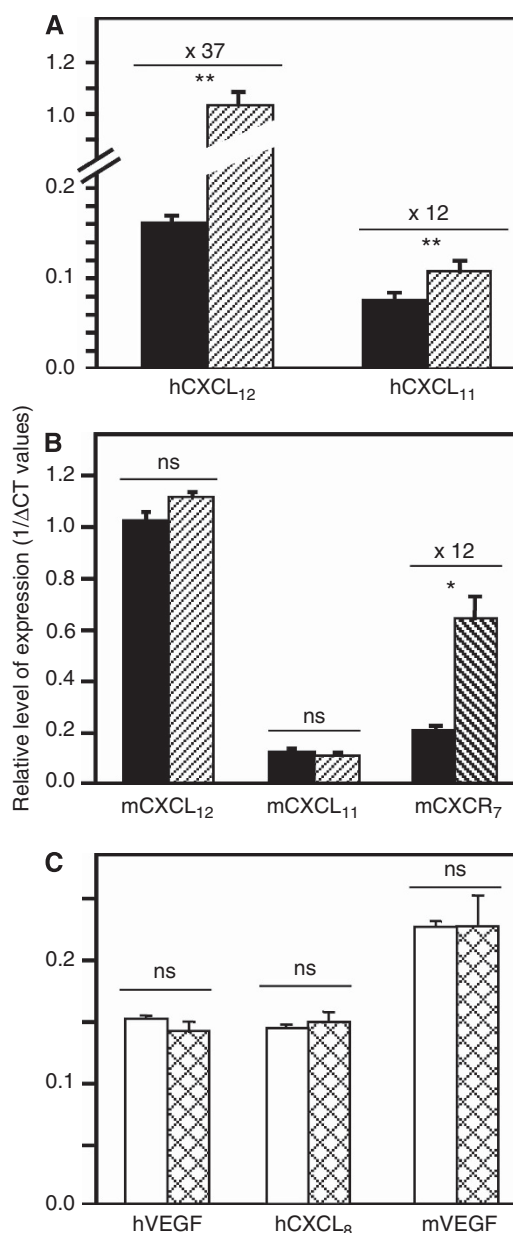 Relative level of expression (1/ΔCT values)
A
x 37
**
x 12
**
1.2
1.0
0.2
0.1
0.0
hCXCL12 hCXCL11
B
ns
ns
x 12
*
1.2
1.0
0.8
0.6
0.4
0.2
0.0
mCXCL12 mCXCL11 mCXCR7
C
ns
ns
ns
0.2
0.1
0.0
hVEGF hCXCL8 mVEGF